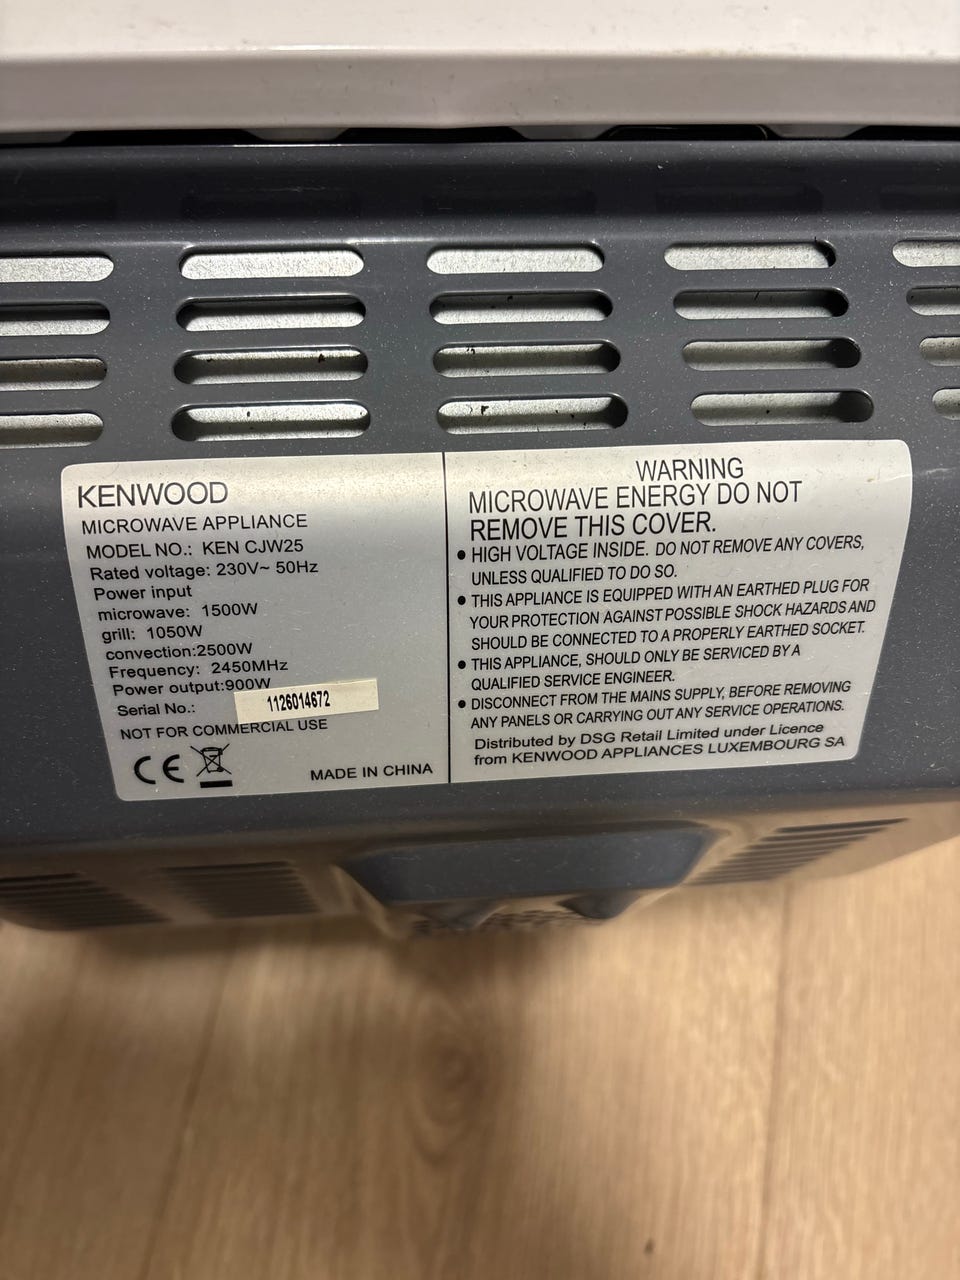 KENWOOD
MICROWAVE APPLIANCE
MODEL NO.: KEN CJW25
Rated voltage: 230V~ 50Hz
Power input
microwave: 1500W
grill: 1050W
convection:2500W
Frequency: 2450MHz
Power output:900W
Serial No.: 1126014672
NOT FOR COMMERCIAL USE
CE
MADE IN CHINA
WARNING
MICROWAVE ENERGY DO NOT
REMOVE THIS COVER.
● HIGH VOLTAGE INSIDE. DO NOT REMOVE ANY COVERS,
UNLESS QUALIFIED TO DO SO.
● THIS APPLIANCE IS EQUIPPED WITH AN EARTHED PLUG FOR
YOUR PROTECTION AGAINST POSSIBLE SHOCK HAZARDS AND
SHOULD BE CONNECTED TO A PROPERLY EARTHED SOCKET.
● THIS APPLIANCE, SHOULD ONLY BE SERVICED BY A
QUALIFIED SERVICE ENGINEER.
● DISCONNECT FROM THE MAINS SUPPLY, BEFORE REMOVING
ANY PANELS OR CARRYING OUT ANY SERVICE OPERATIONS.
Distributed by DSG Retail Limited under Licence
from KENWOOD APPLIANCES LUXEMBOURG SA